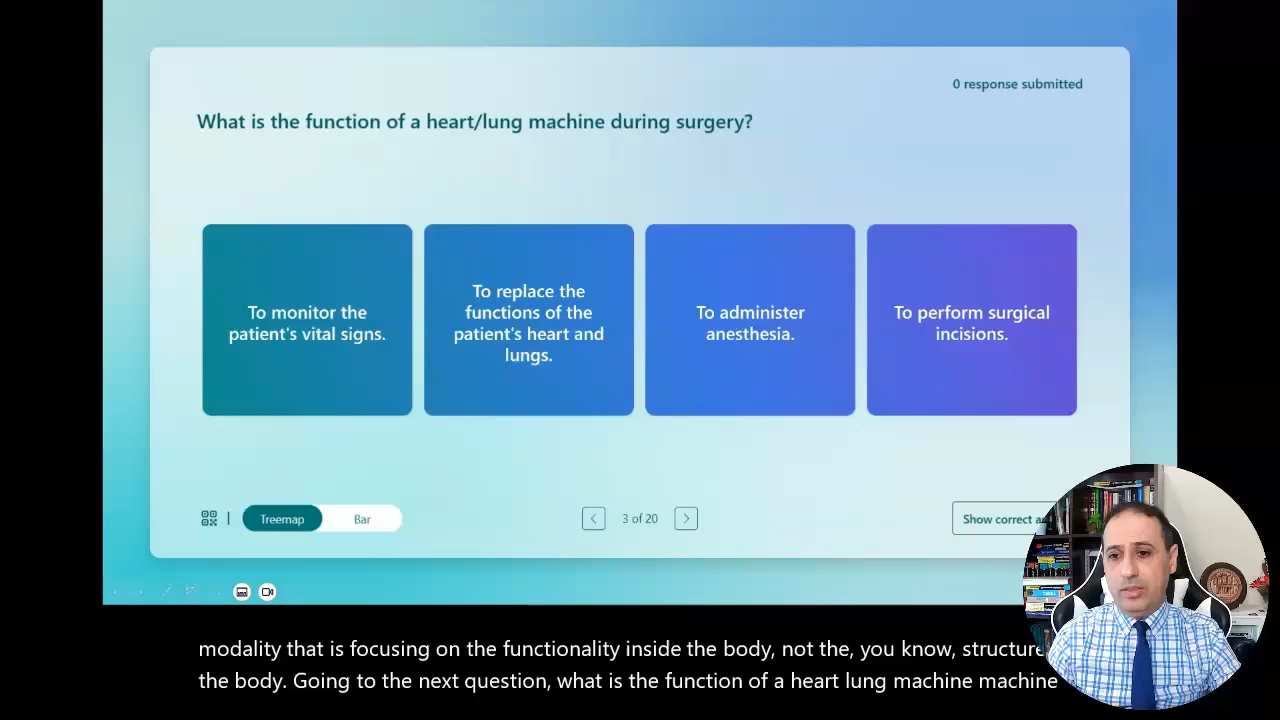 0 response submitted
What is the function of a heart/lung machine during surgery?
To monitor the
patient's vital signs.
To replace the
functions of the
patient's heart and
lungs.
To administer
anesthesia.
To perform surgical
incisions.
Treemap
Bar
3 of 20
Show correct
modality that is focusing on the functionality inside the body, not the, you know, structure
the body. Going to the next question, what is the function of a heart lung machine machine